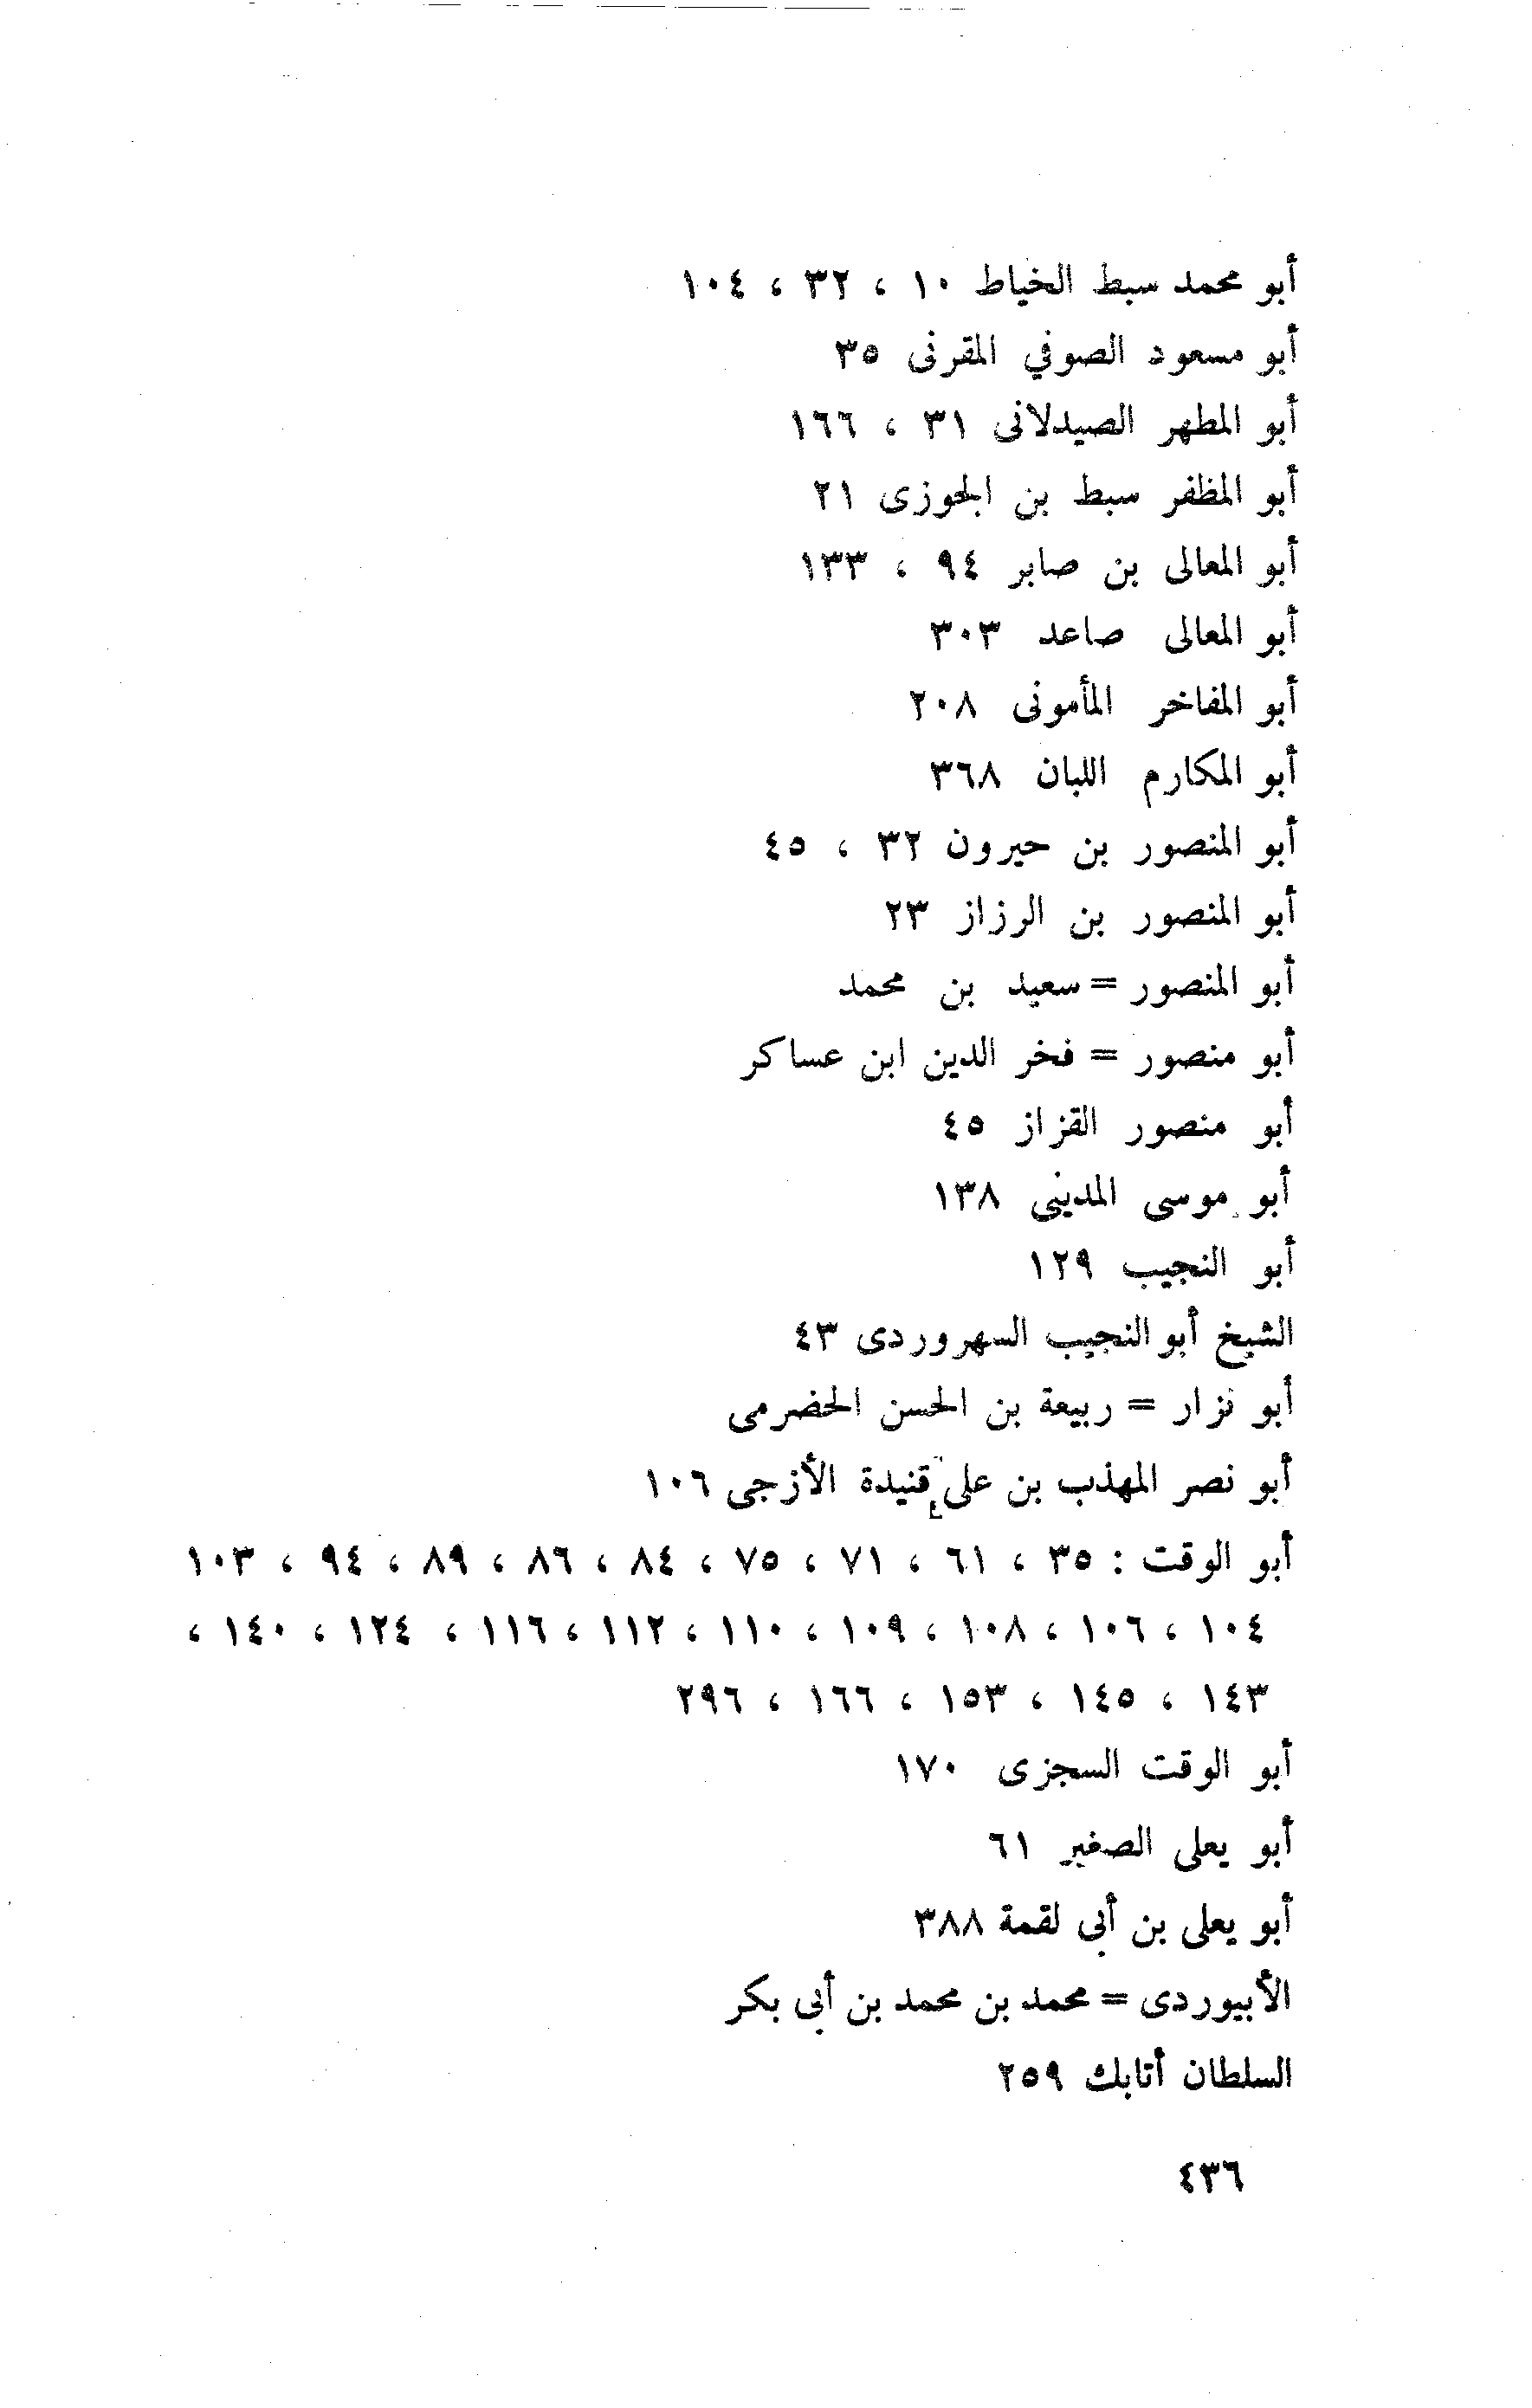 أبو محمد سبط الخياط ١٠ ، ٣٢ ، ١٠٤
أبو مسعود الصوفي المقرنى ٣٥
أبو المطهر الصيدلانى ٣١ ، ١٦٦
أبو المظفر سبط بن الجوزى ٢١
أبو المعالى بن صابر ٩٤ ، ١٣٣
أبو المعالى صاعد ٣٠٣
أبو المفاخر المأمونى ٢٠٨
أبو المكارم اللبان ٣٦٨
أبو المنصور بن حيرون ٣٢ ، ٤٥
أبو المنصور بن الرزاز ٢٣
أبو المنصور = سعيد بن محمد
أبو منصور = فخر الدين ابن عساكر
أبو منصور القزاز ٤٥
أبو موسى المدينى ١٣٨
أبو النجيب ١٢٩
الشيخ أبو النجيب السهروردى ٤٣
أبو نزار = ربيعة بن الحسن الحضرمى
أبو نصر المهذب بن على قنيدة الأزجى ١٠٦
أبو الوقت : ٣٥ ، ٦١ ، ٧١ ، ٧٥ ، ٨٤ ، ٨٦ ، ٨٩ ، ٩٤ ، ١٠٣
١٠٤ ، ١٠٦ ، ١٠٨ ، ١٠٩ ، ١١٠ ، ١١٢ ، ١١٦ ، ١٢٤ ، ١٤٠ ،
١٤٣ ، ١٤٥ ، ١٥٣ ، ١٦٦ ، ٢٩٦
أبو الوقت السجزى ١٧٠
أبو يعلى الصغير ٦١
أبو يعلى بن أبى لقمة ٣٨٨
الأبيوردى = محمد بن محمد بن أبى بكر
السلطان أتابك ٢٥٩
٤٣٦